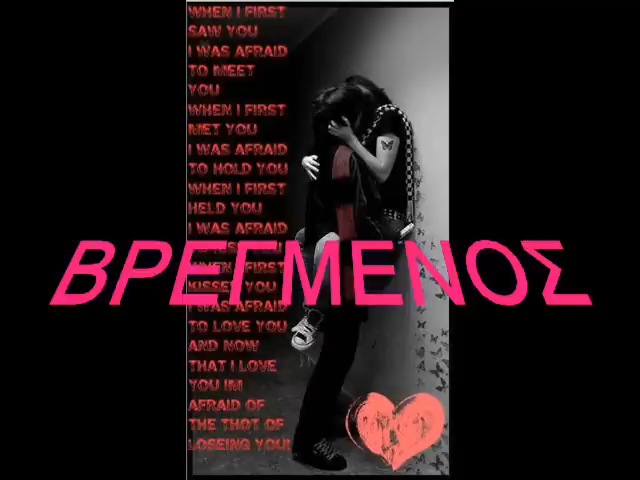 WHEN I FIRST
SAW YOU
I WAS AFRAID
TO MEET
YOU
WHEN I FIRST
MET YOU
I WAS AFRAID
TO HOLD YOU
WHEN I FIRST
HELD YOU
I WAS AFRAID
ΒΡΕΓΜΕΝΟΣ
FIRST
KISSED YOU
I WAS AFRAID
TO LOVE YOU
AND NOW
THAT I LOVE
YOU IM
AFRAID OF
THE THOT OF
LOSEING YOU!